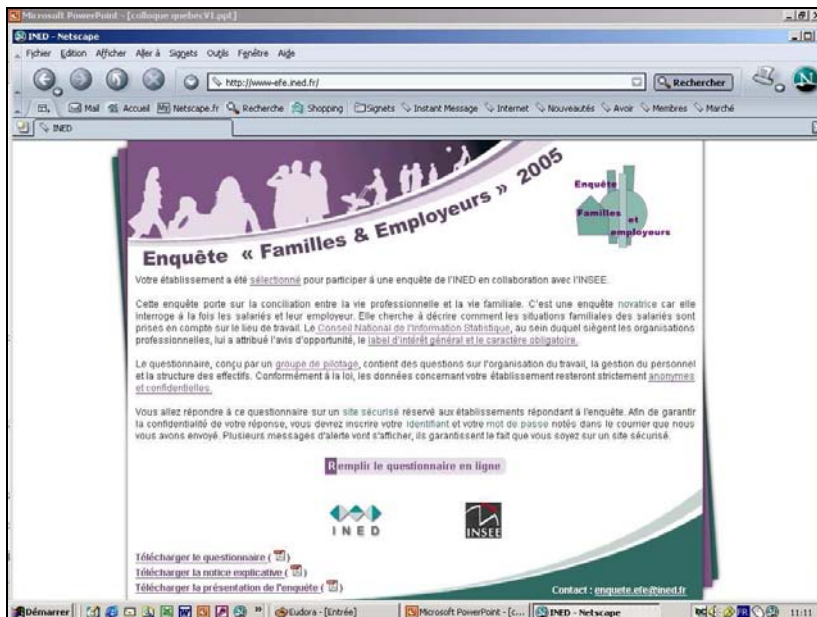 Microsoft PowerPoint - [colloque quebecV1.ppt]
INED - Netscape
Fichier Edition Afficher Aller à Signets Outils Fenêtre Aide
http://www-efe.ined.fr/
Rechercher
Mail Accueil Netscape.fr Recherche Shopping Signets Instant Message Internet Nouveautés Avoir Membres Marché
INED
Enquête « Familles & Employeurs » 2005
Enquête
Familles
et
employeurs
Votre établissement a été sélectionné pour participer à une enquête de l'INED en collaboration avec l'INSEE.
Cette enquête porte sur la conciliation entre la vie professionnelle et la vie familiale. C'est une enquête novatrice car elle
interroge à la fois les salariés et leur employeur. Elle cherche à décrire comment les situations familiales des salariés sont
prises en compte sur le lieu de travail. Le Conseil National de l'Information Statistique, au sein duquel siègent les organisations
professionnelles, lui a attribué l'avis d'opportunité, le label d'intérêt général et le caractère obligatoire.
Le questionnaire, conçu par un groupe de pilotage, contient des questions sur l'organisation du travail, la gestion du personnel
et la structure des effectifs. Conformément à la loi, les données concernant votre établissement resteront strictement anonymes
et confidentielles.
Vous allez répondre à ce questionnaire sur un site sécurisé réservé aux établissements répondant à l'enquête. Afin de garantir
la confidentialité de votre réponse, vous devrez inscrire votre Identifiant et votre mot de passe notés dans le courrier que nous
vous avons envoyé. Plusieurs messages d'alerte vont s'afficher, ils garantissent le fait que vous soyez sur un site sécurisé.
Remplir le questionnaire en ligne
INED
INSEE
Télécharger le questionnaire ( )
Télécharger la notice explicative ( )
Télécharger la présentation de l'enquête ( )
Contact : enquete.efe@ined.fr
Démarrer » Eudora - [Entrée] Microsoft PowerPoint - [c... INED - Netscape FR 11:11